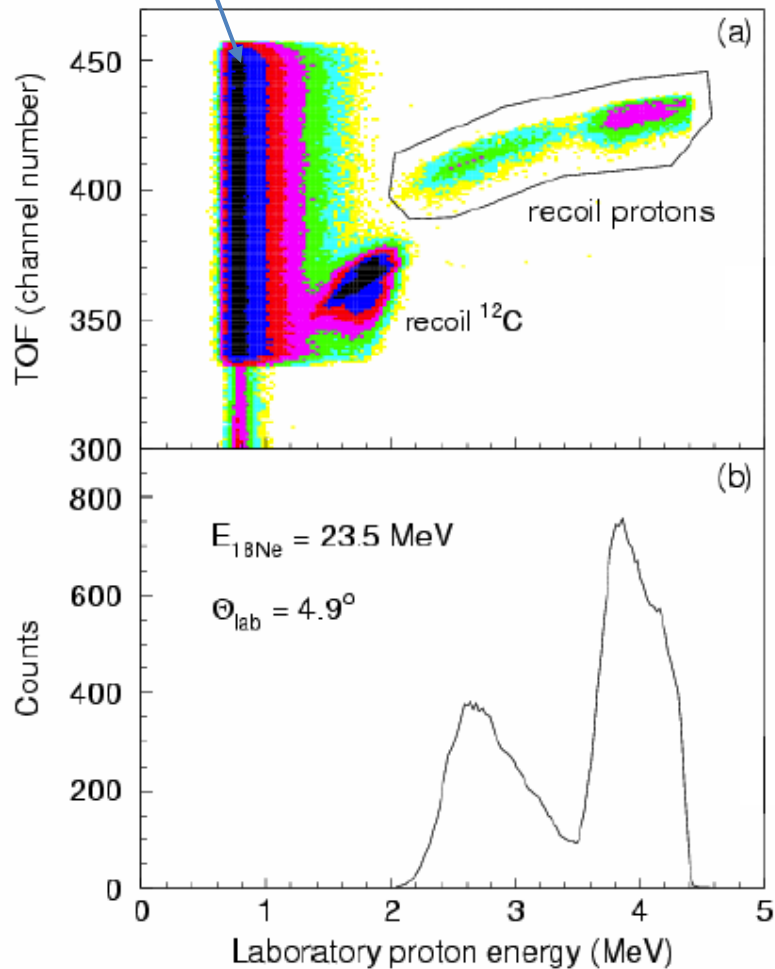 (a)
450
400
350
300
TOF (channel number)
recoil protons
recoil ¹²C
(b)
800
600
400
200
0
Counts
E₁₈Ne = 23.5 MeV
Θlab = 4.9°
0 1 2 3 4 5
Laboratory proton energy (MeV)